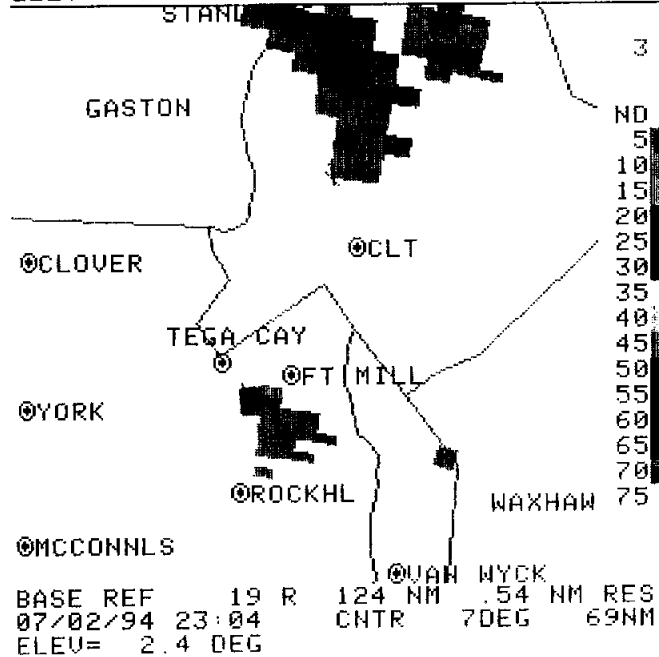 STAND
3
GASTON
ND
5
10
15
20
25
30
35
40
45
50
55
60
65
70
75
CLT
CLOVER
TEGA CAY
FT MILL
YORK
ROCKHL
WAXHAW
MCCONNLS
VAN WYCK
BASE REF 19 R 124 NM .54 NM RES
07/02/94 23:04 CNTR 7DEG 69NM
ELEV= 2.4 DEG